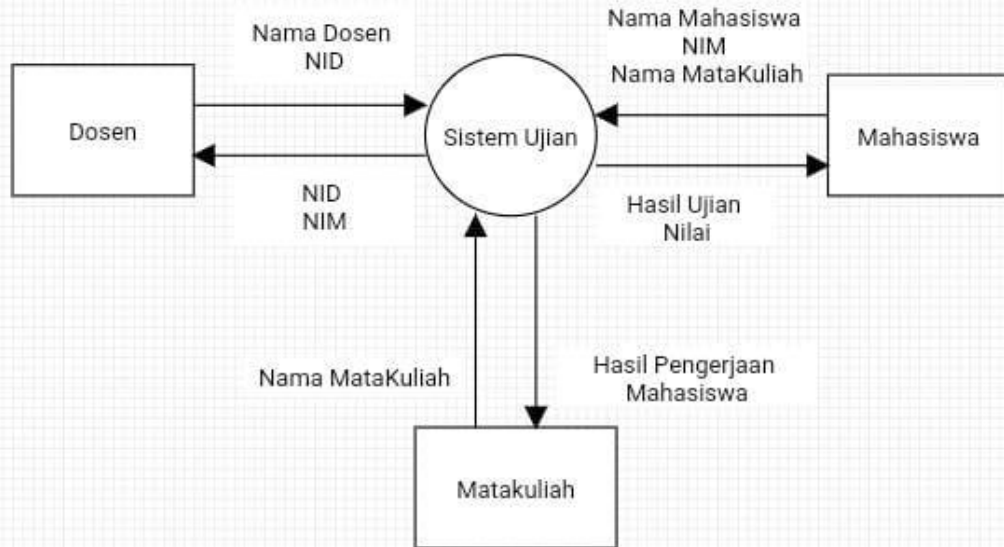 Nama Dosen
NID
Nama Mahasiswa
NIM
Nama MataKuliah
Dosen
Sistem Ujian
Mahasiswa
NID
NIM
Hasil Ujian
Nilai
Nama MataKuliah
Hasil Pengerjaan
Mahasiswa
Matakuliah